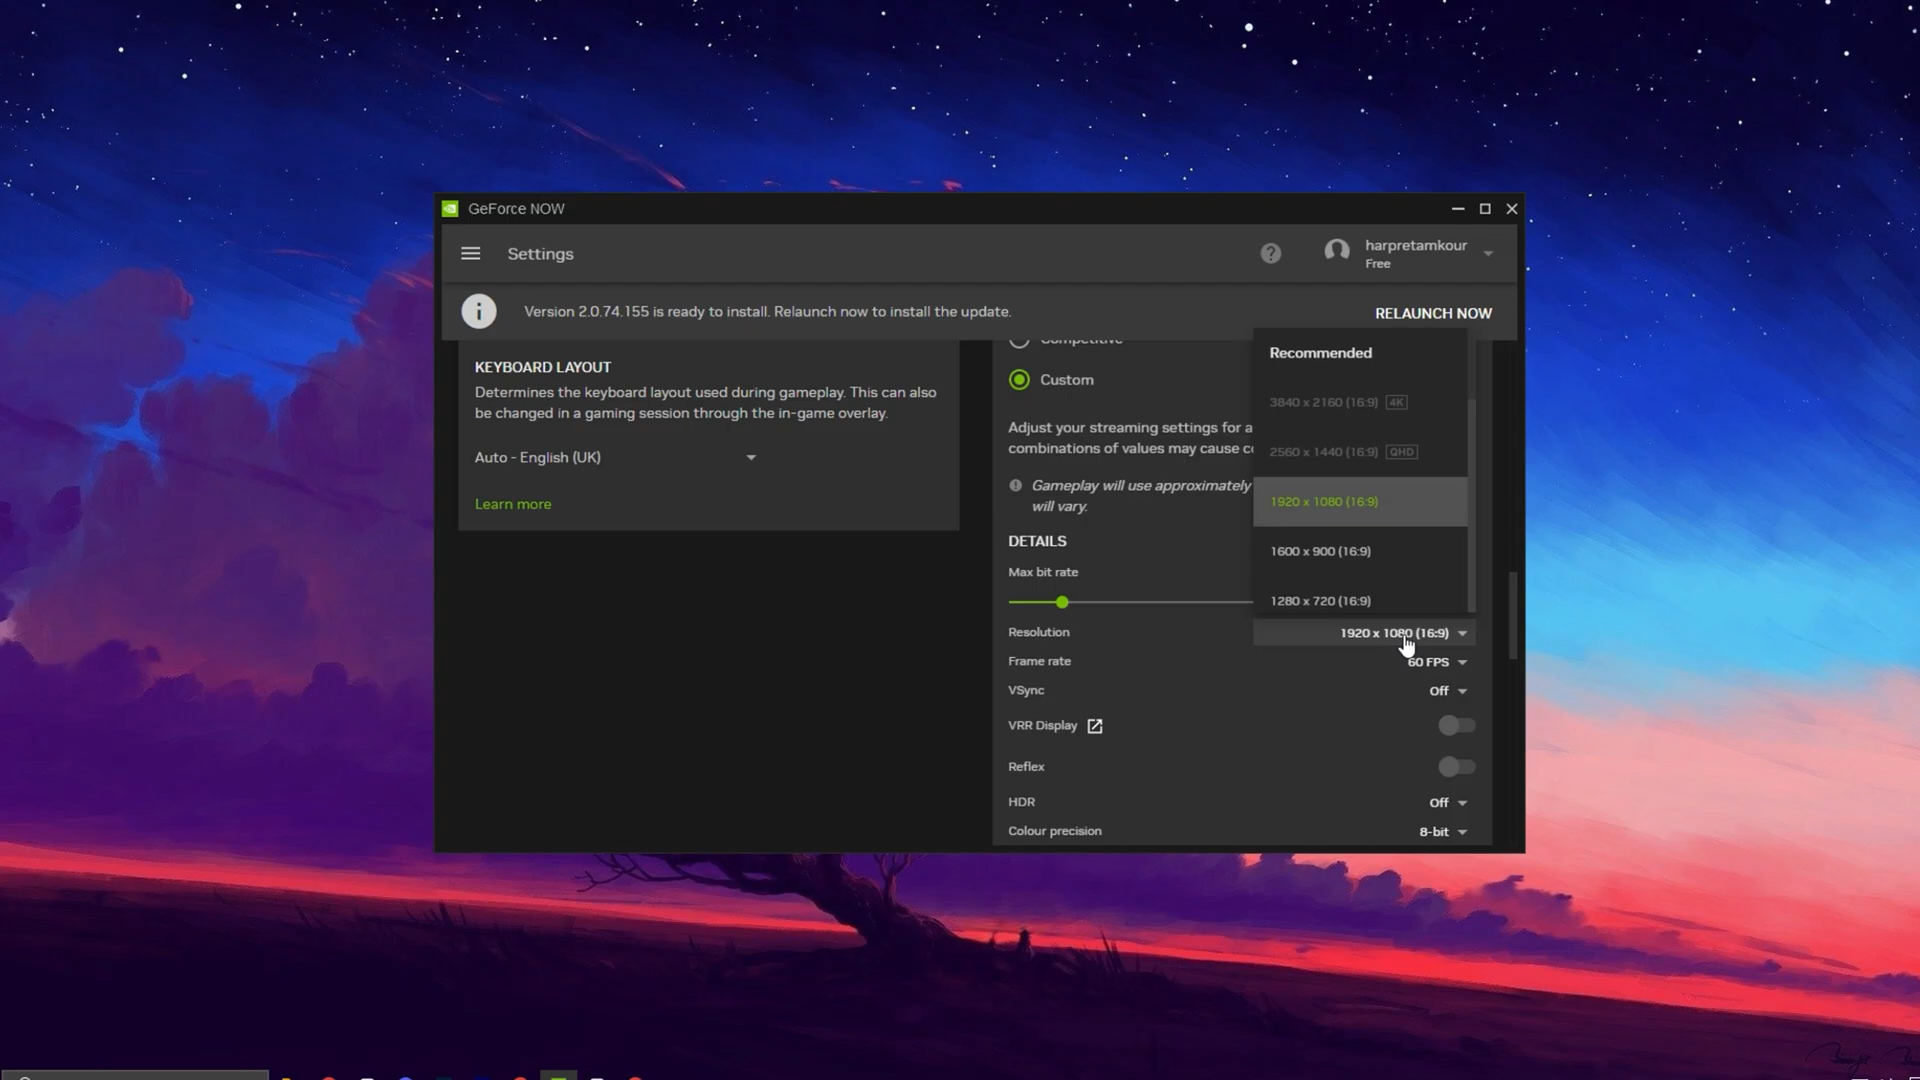 GeForce NOW
Settings
harpretamkour
Free
Version 2.0.74.155 is ready to install. Relaunch now to install the update.
RELAUNCH NOW
KEYBOARD LAYOUT
Determines the keyboard layout used during gameplay. This can also
be changed in a gaming session through the in-game overlay.
Auto - English (UK)
Learn more
Competitive
Custom
Adjust your streaming settings for a
combinations of values may cause
Gameplay will use approximately
will vary.
DETAILS
Max bit rate
Recommended
3840 x 2160 (16:9) 4K
2560 x 1440 (16:9) QHD
1920 x 1080 (16:9)
1600 x 900 (16:9)
1280 x 720 (16:9)
Resolution 1920 x 1080 (16:9)
Frame rate 60 FPS
VSync Off
VRR Display
Reflex
HDR Off
Colour precision 8-bit